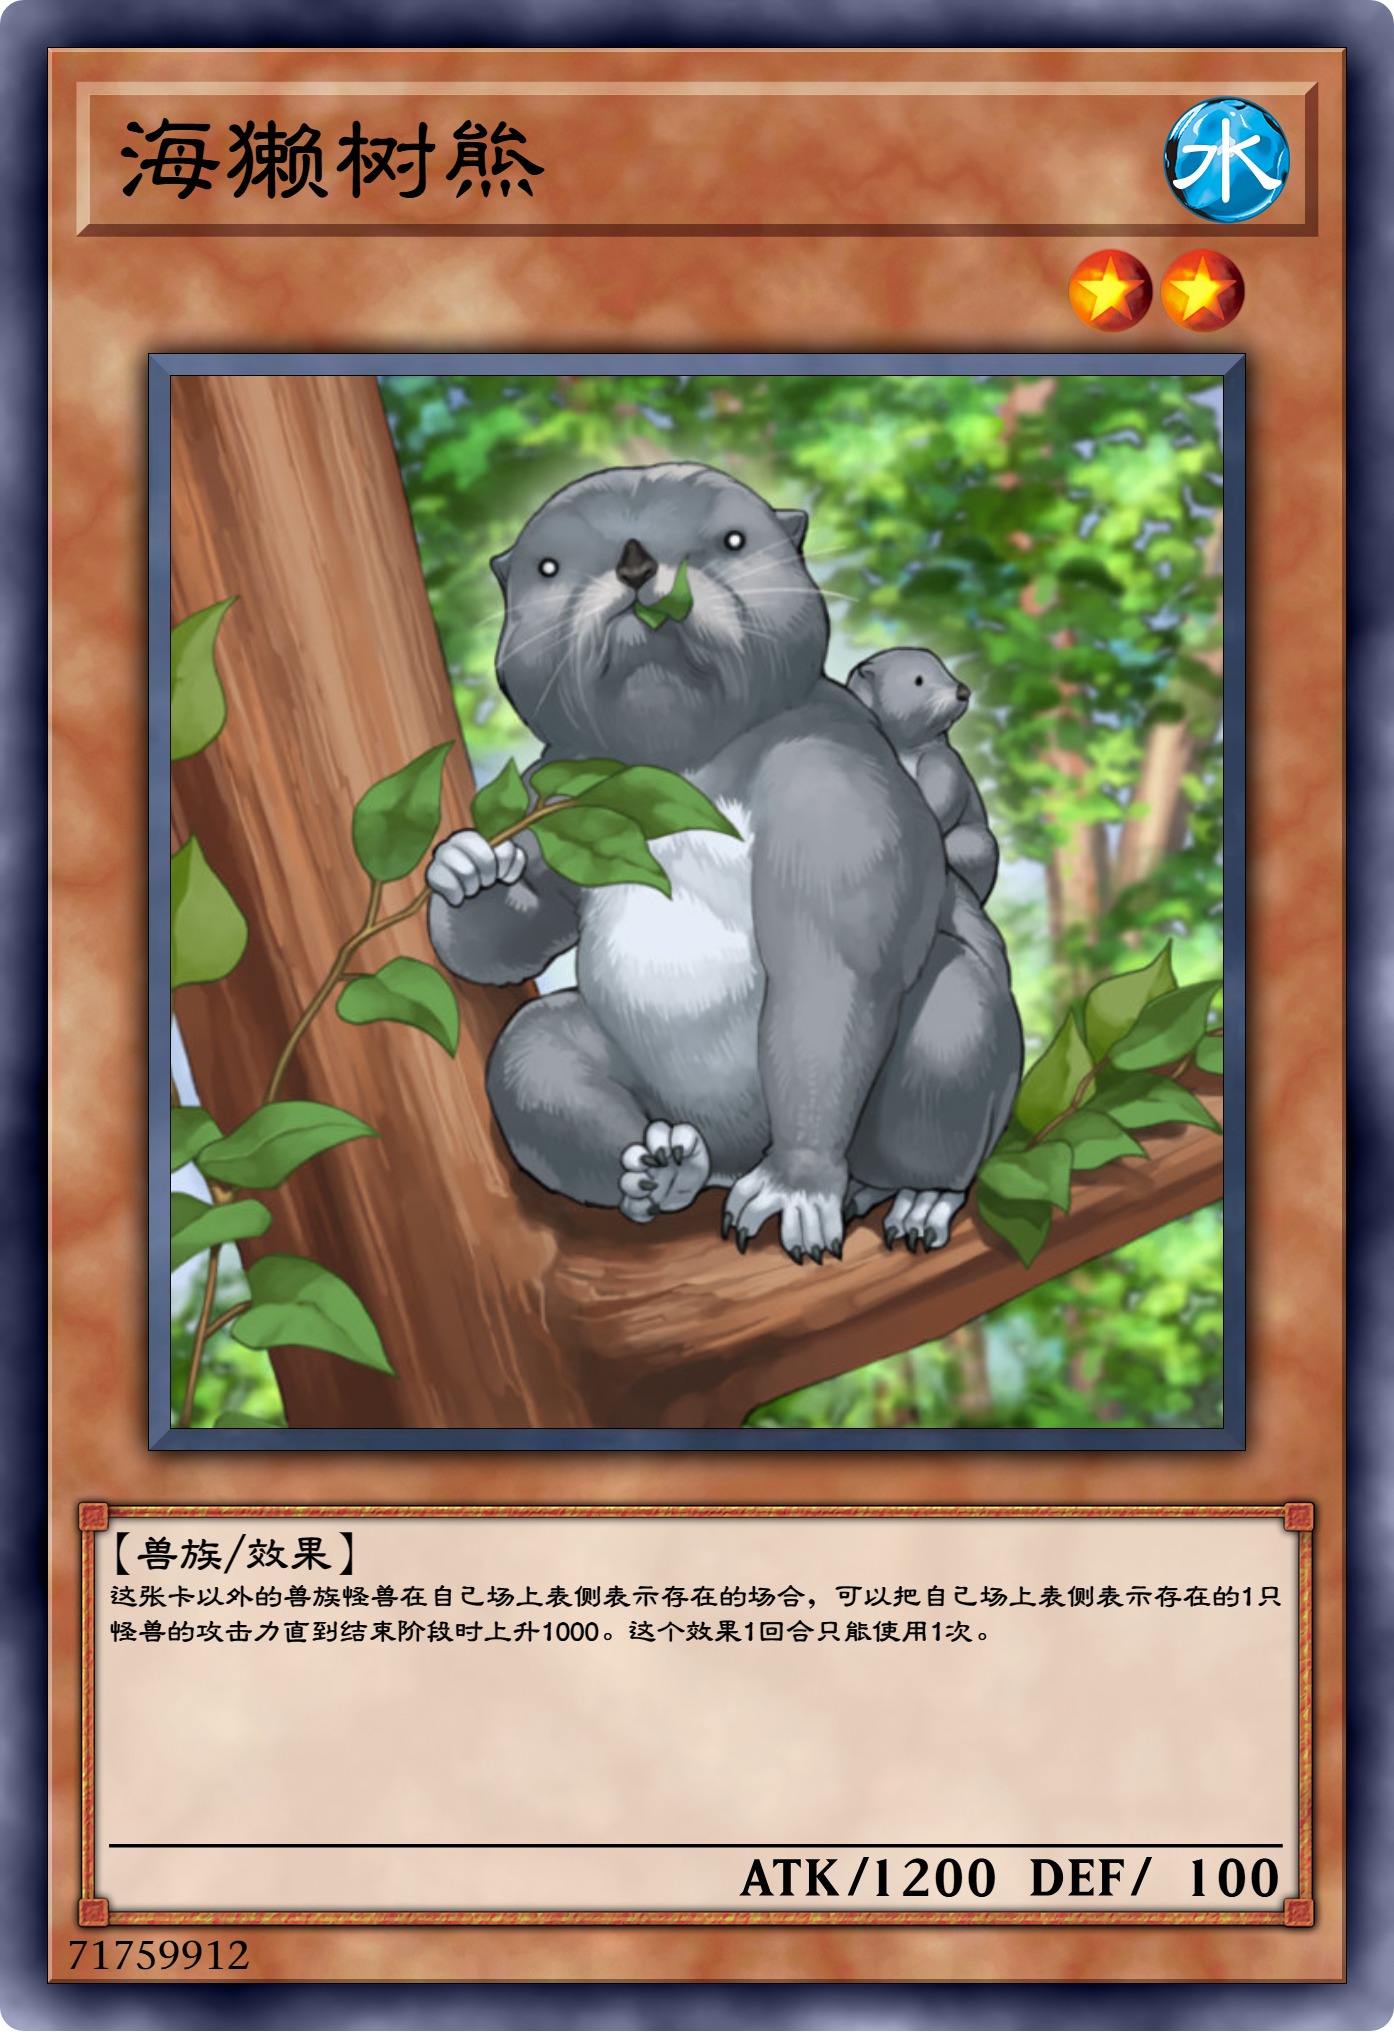 海獭树熊
水
【兽族/效果】
这张卡以外的兽族怪兽在自己场上表侧表示存在的场合，可以把自己场上表侧表示存在的1只
怪兽的攻击力直到结束阶段时上升1000。这个效果1回合只能使用1次。
ATK/1200 DEF/ 100
71759912